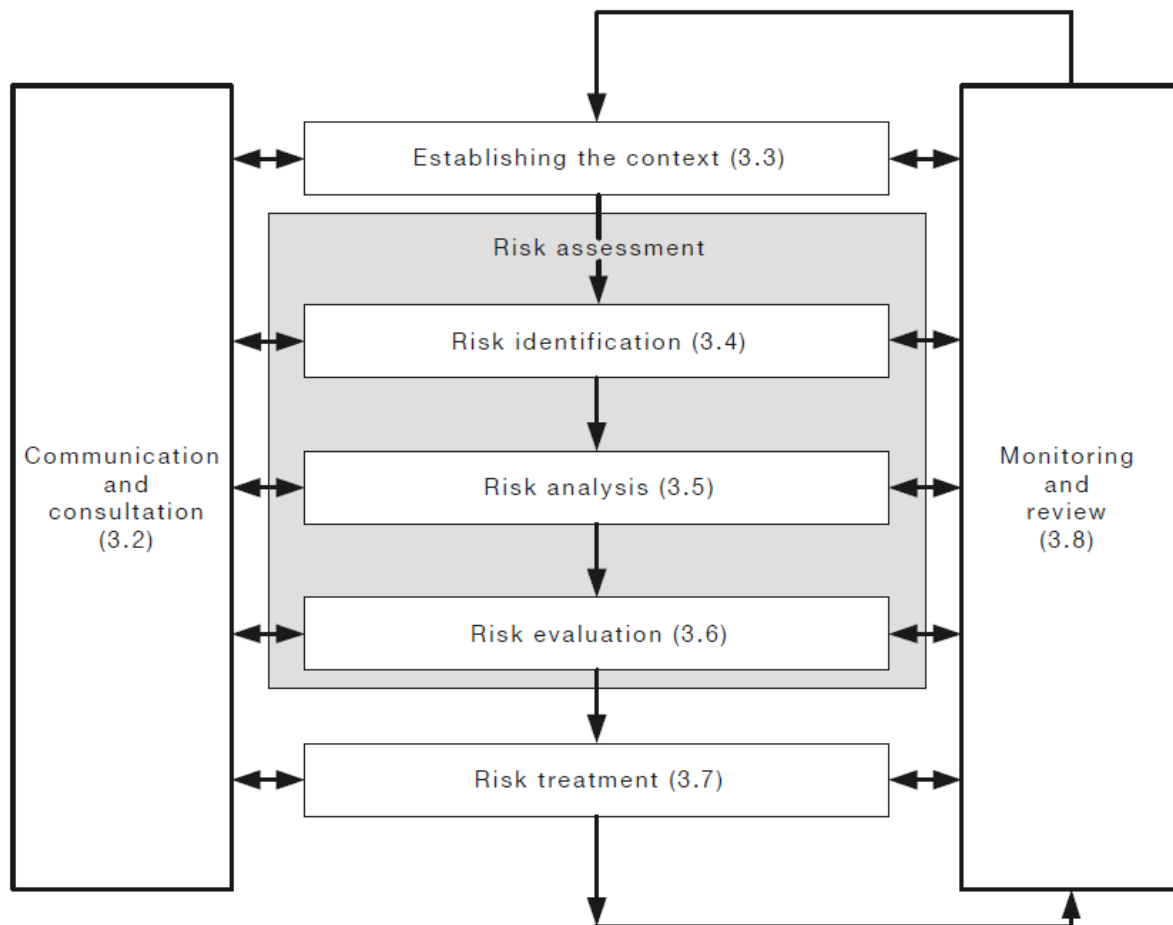 Establishing the context (3.3)
Risk assessment
Risk identification (3.4)
Communication
and
consultation
(3.2)
Risk analysis (3.5)
Monitoring
and
review
(3.8)
Risk evaluation (3.6)
Risk treatment (3.7)